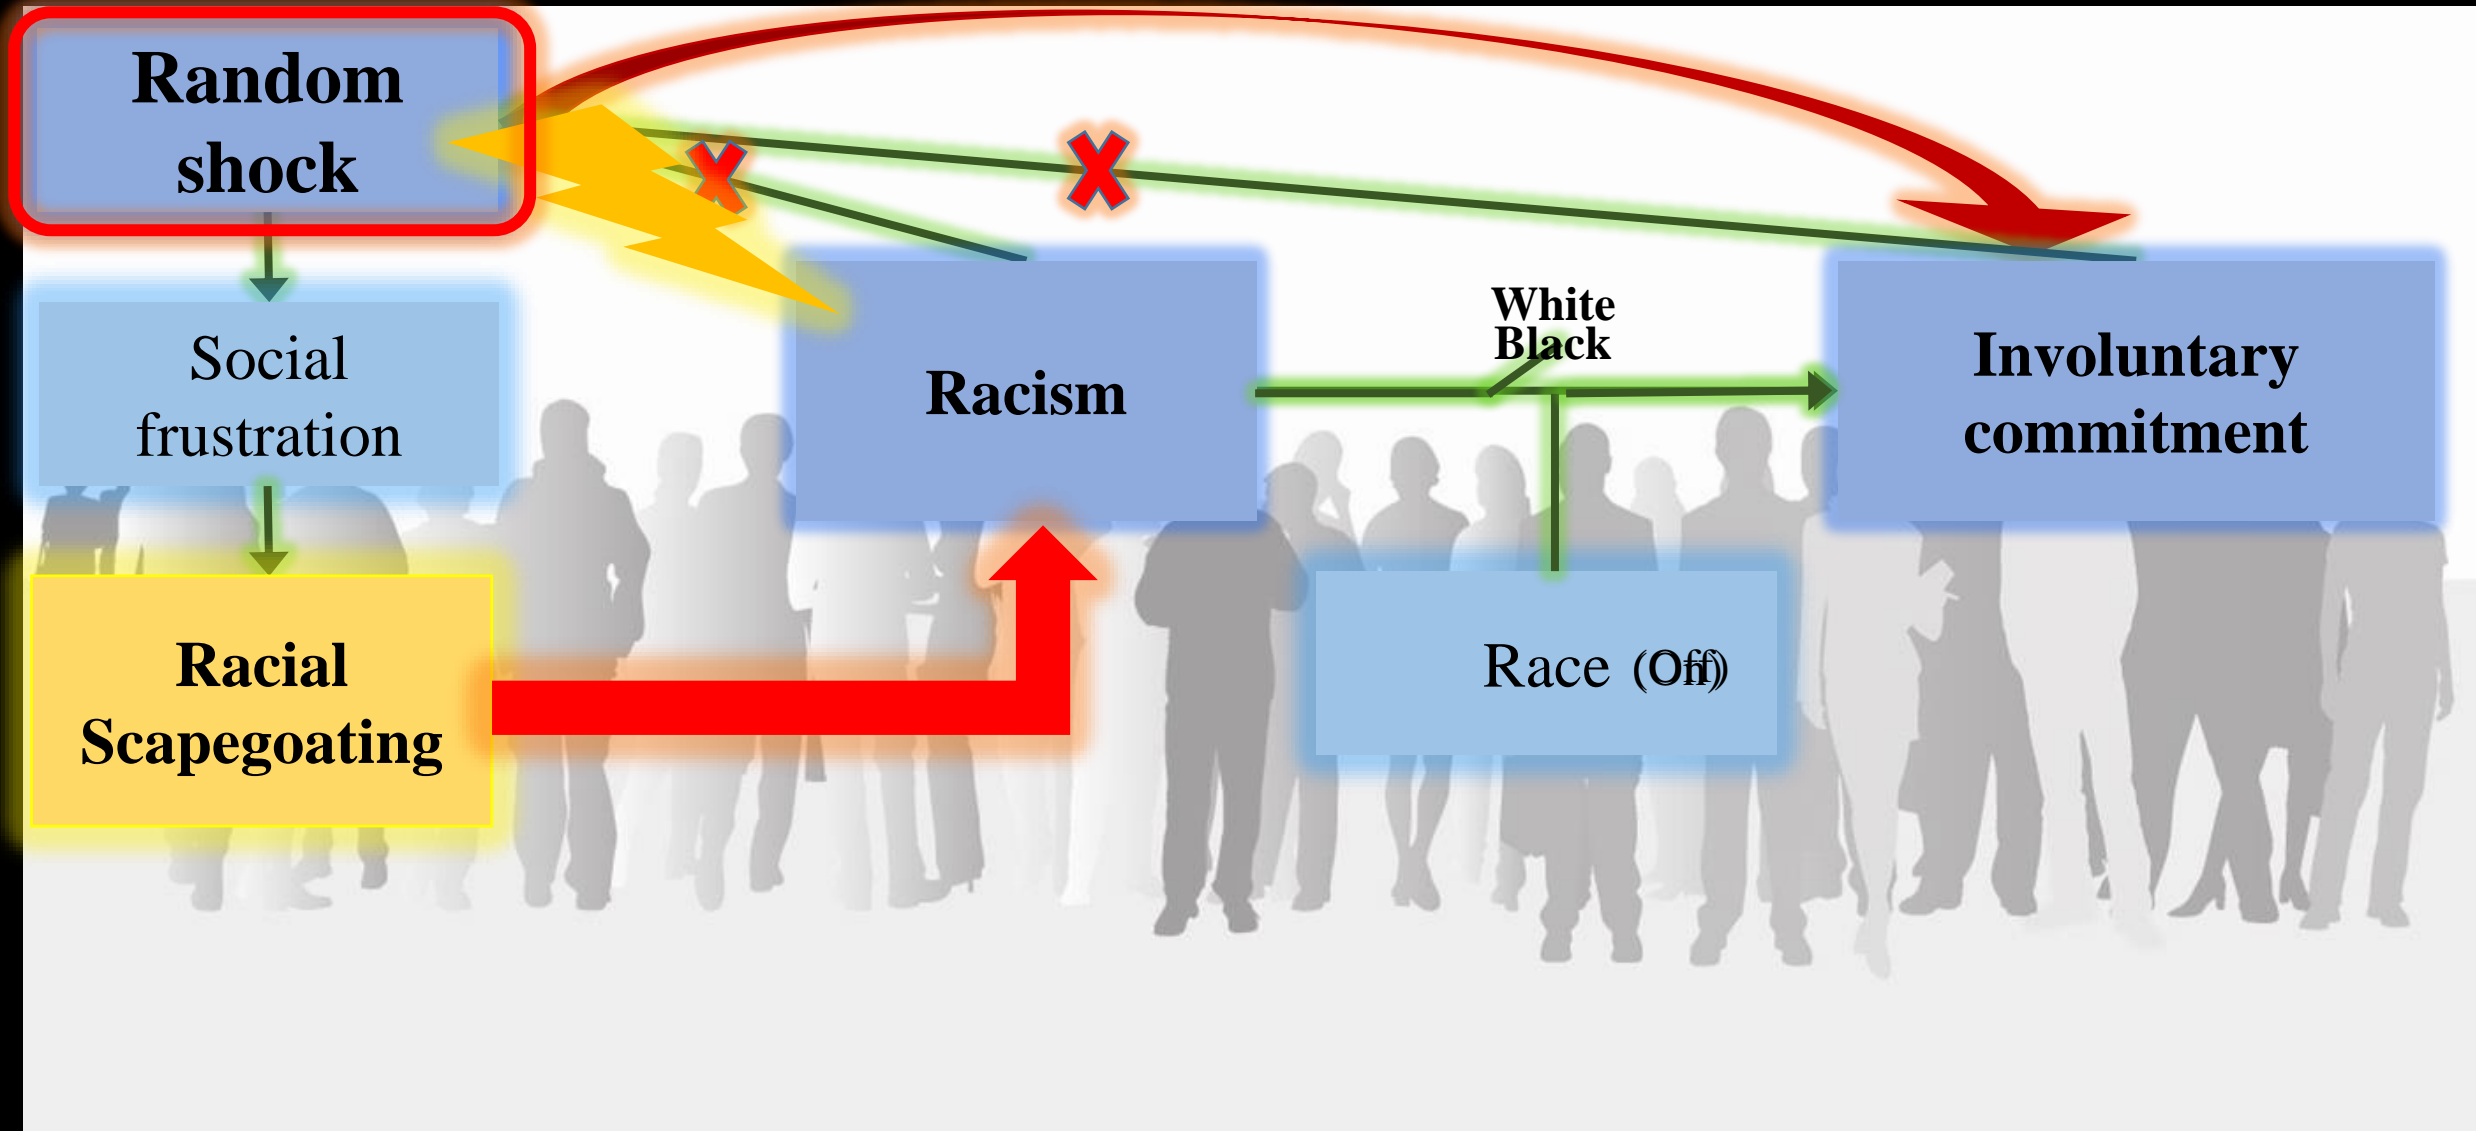 Random
shock
Social
frustration
Racial
Scapegoating
Racism
White
Black
Involuntary
commitment
Race